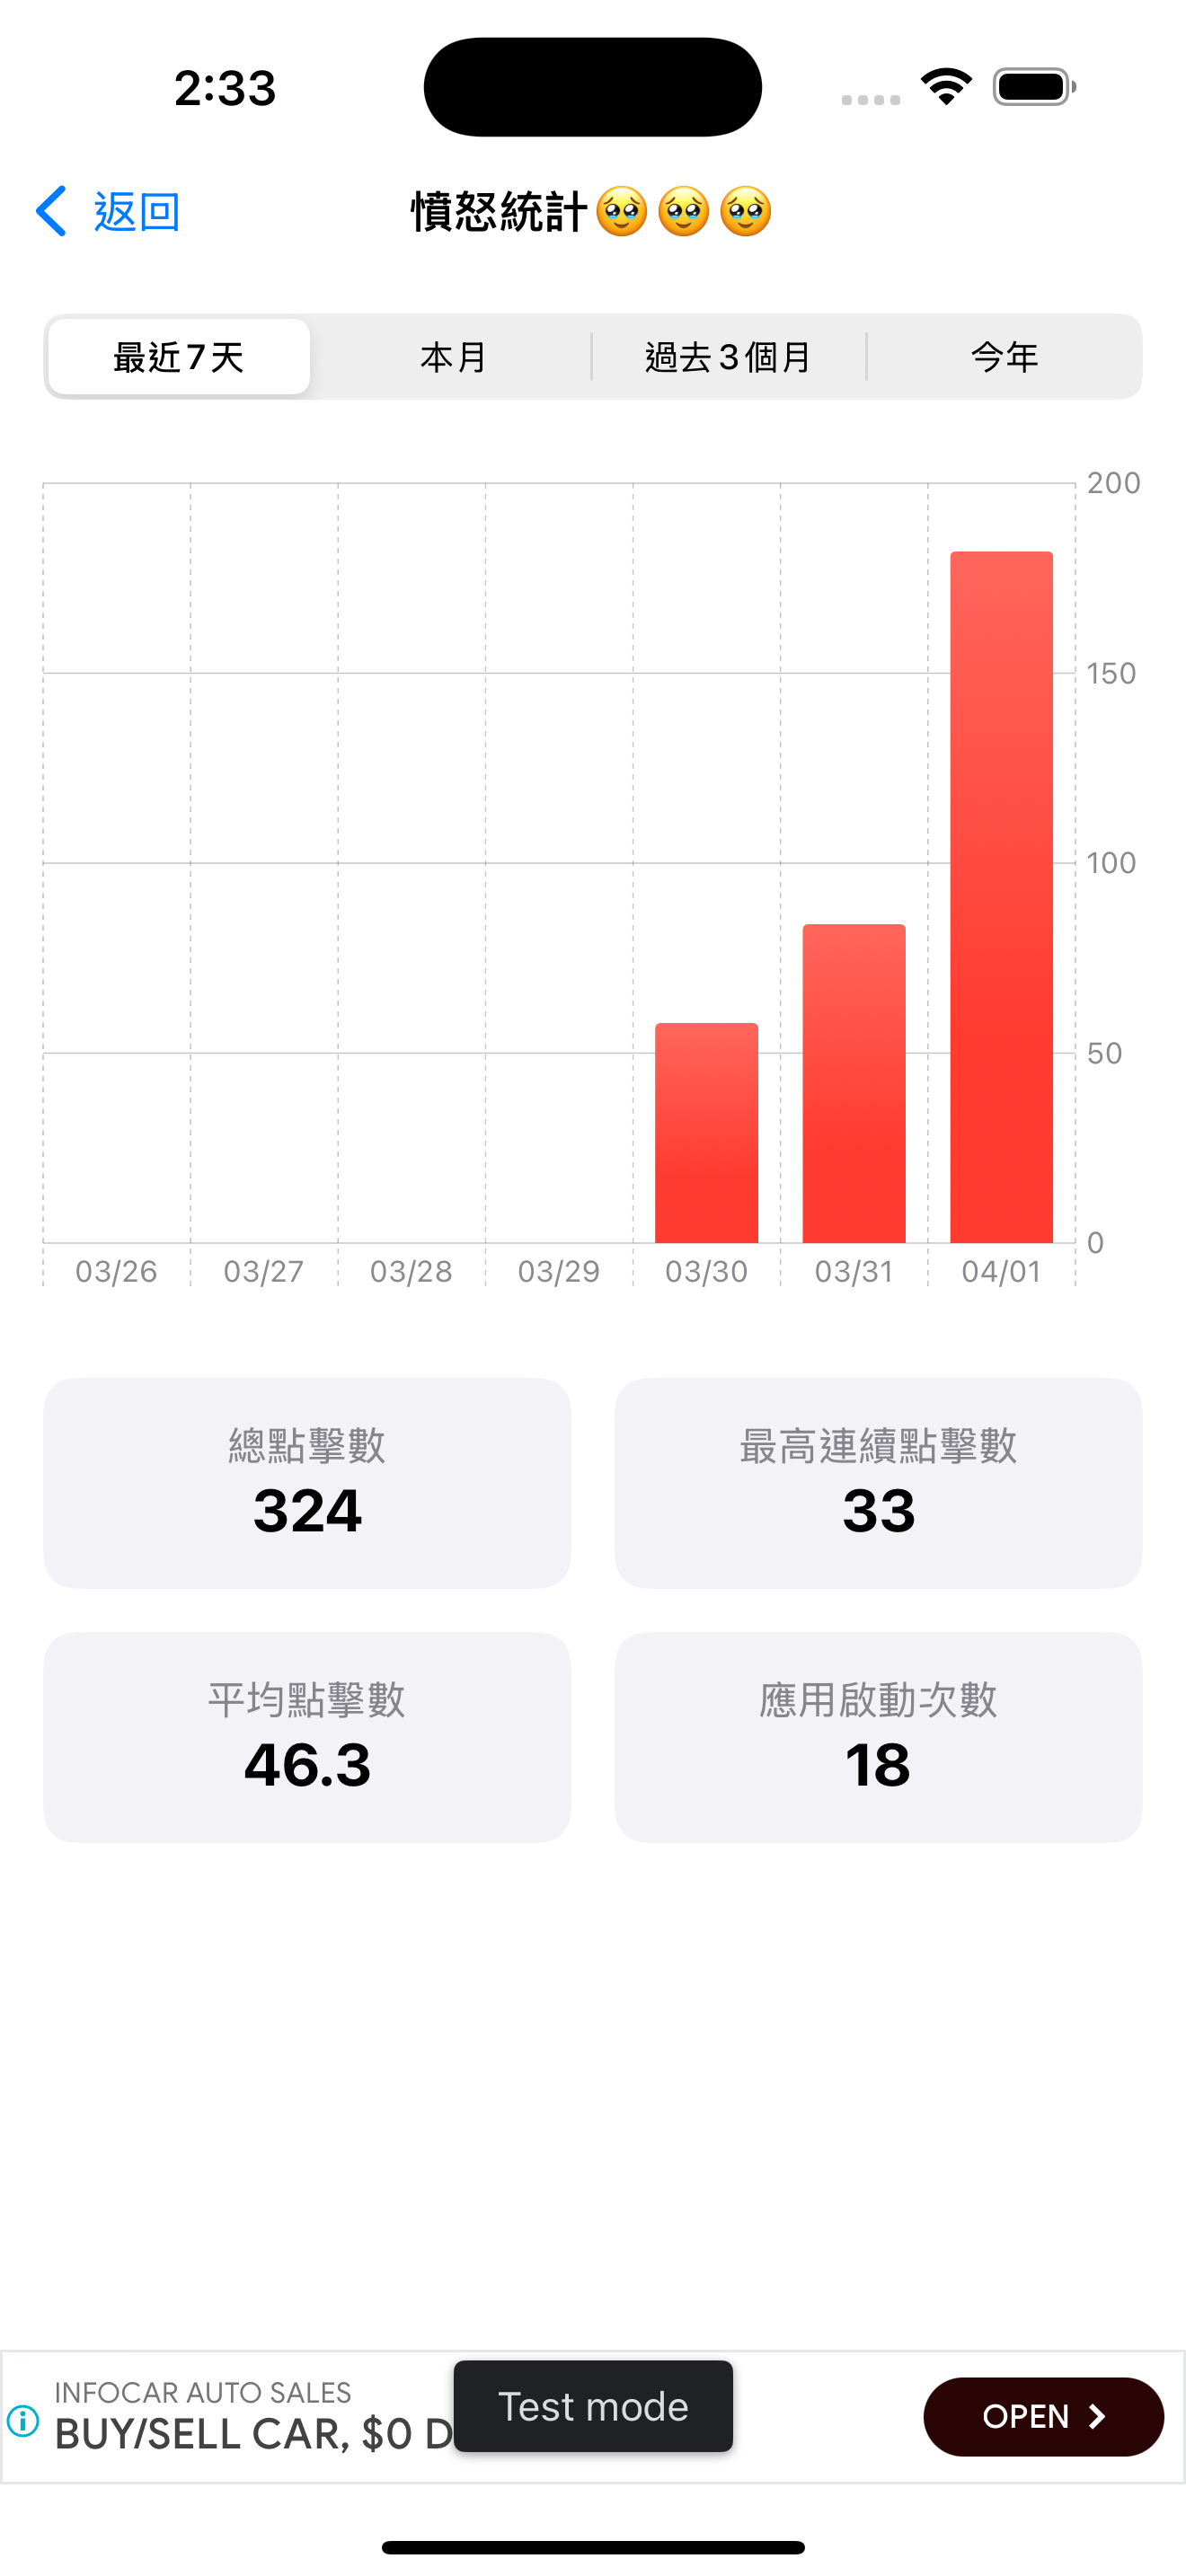 2:33
返回
憤怒統計🥹🥹🥹
最近7天 本月 過去3個月 今年
200
150
100
50
0
03/26 03/27 03/28 03/29 03/30 03/31 04/01
總點擊數 最高連續點擊數
324 33
平均點擊數 應用啟動次數
46.3 18
INFOCAR AUTO SALES
BUY/SELL CAR, $0 D
Test mode
OPEN